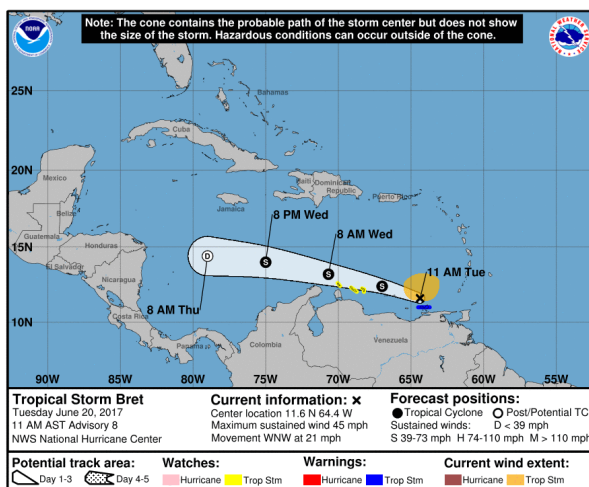 Note: The cone contains the probable path of the storm center but does not show
the size of the storm. Hazardous conditions can occur outside of the cone.
NOAA
NATIONAL WEATHER SERVICE
25N
Bahamas
Cuba
20N
Mexico
Haiti
Dominican
Republic
Puerto Rico
Jamaica
Belize
8 PM Wed
Guatemala
Honduras
8 AM Wed
15N
D
S
S
S
11 AM Tue
El Salvador
Nicaragua
8 AM Thu
Costa Rica
10N
Panama
Venezuela
Colombia
90W 85W 80W 75W 70W 65W 60W 55W
Tropical Storm Bret
Tuesday June 20, 2017
11 AM AST Advisory 8
NWS National Hurricane Center
Current information: x
Center location 11.6 N 64.4 W
Maximum sustained wind 45 mph
Movement WNW at 21 mph
Forecast positions:
Tropical Cyclone Post/Potential TC
Sustained winds: D < 39 mph
S 39-73 mph H 74-110 mph M > 110 mph
Potential track area:
Day 1-3 Day 4-5
Watches:
Hurricane Trop Stm
Warnings:
Hurricane Trop Stm
Current wind extent:
Hurricane Trop Stm